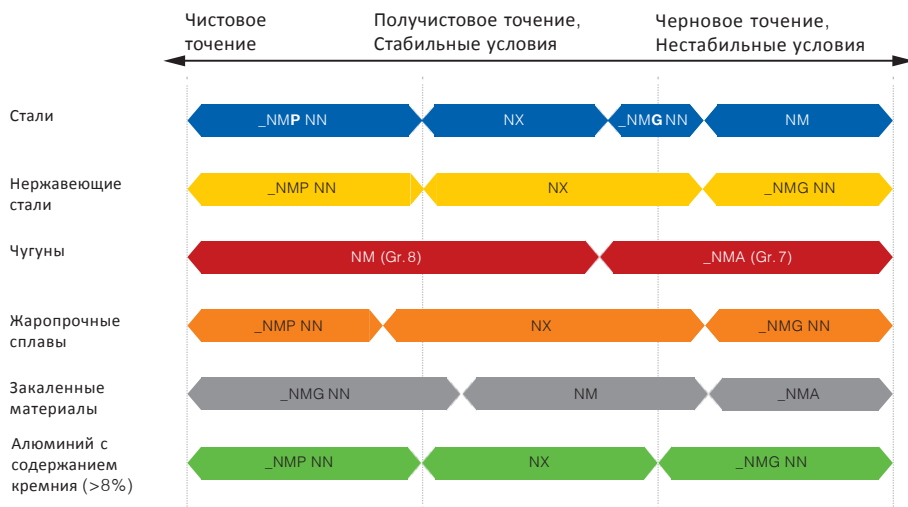 Чистовое
точение
Получистовое точение,
Стабильные условия
Черновое точение,
Нестабильные условия
Стали
_NMP NN
NX
_NMG NN
NM
Нержавеющие
стали
_NMP NN
NX
_NMG NN
Чугуны
NM (Gr. 8)
_NMA (Gr. 7)
Жаропрочные
сплавы
_NMP NN
NX
_NMG NN
Закаленные
материалы
_NMG NN
NM
_NMA
Алюминий с
содержанием
кремния (>8%)
_NMP NN
NX
_NMG NN